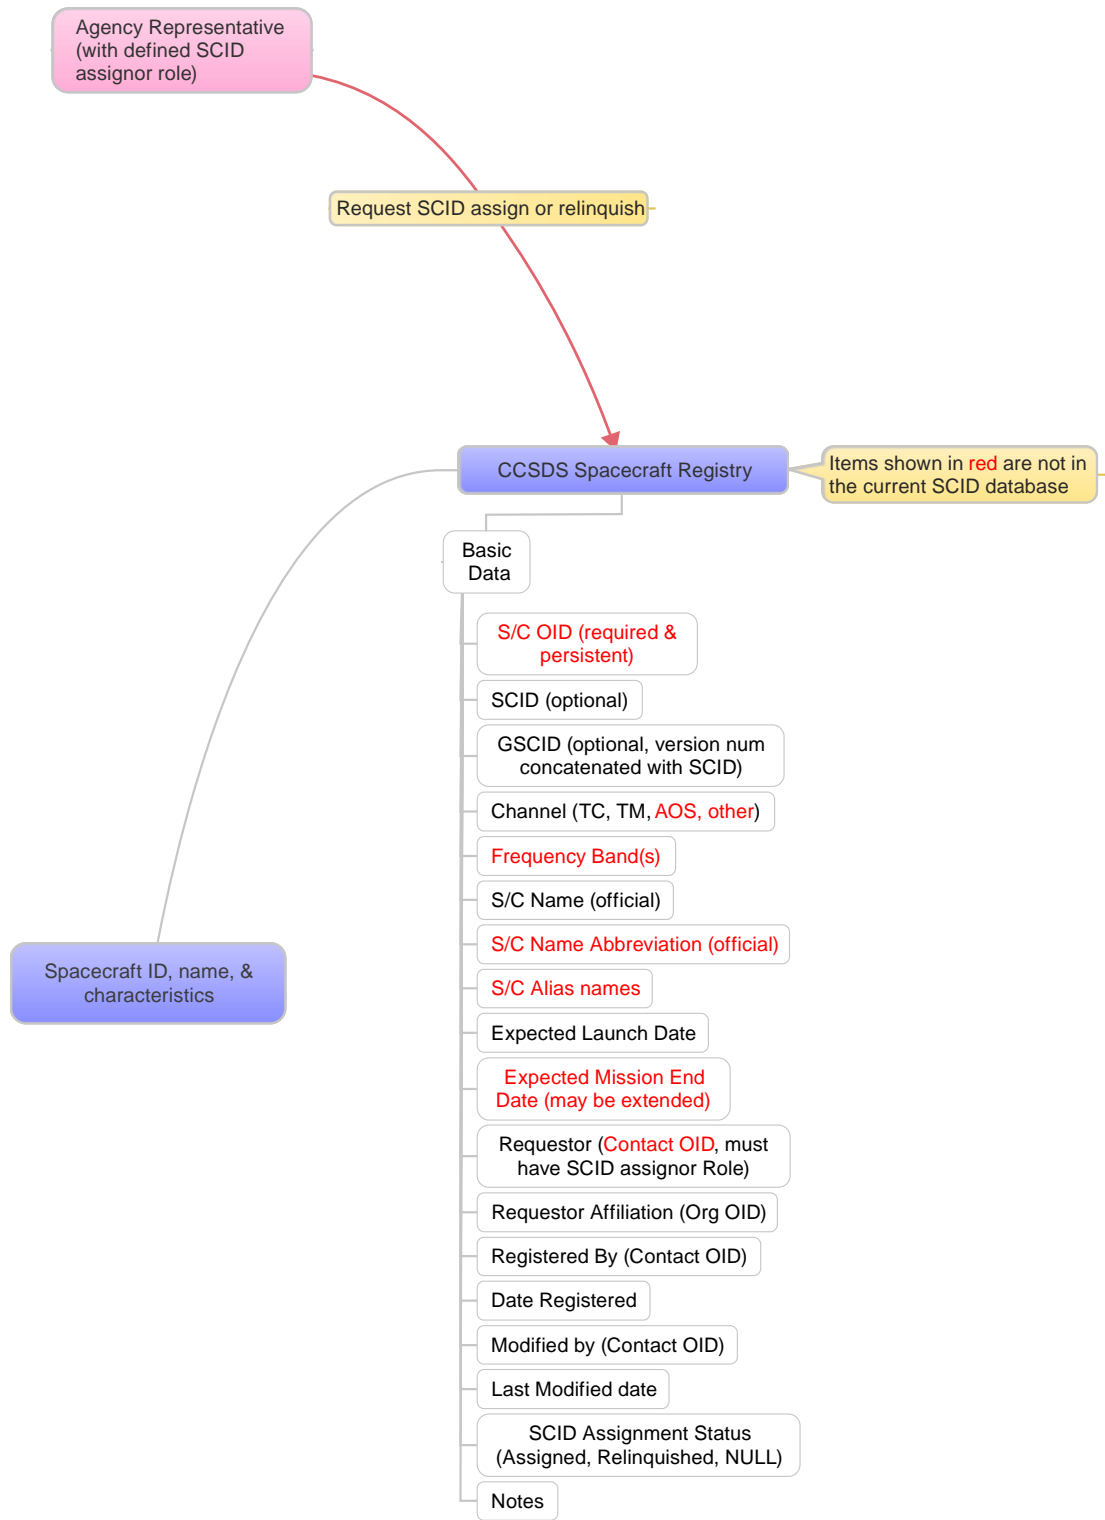 Agency Representative
(with defined SCID
assignor role)
Request SCID assign or relinquish
CCSDS Spacecraft Registry
Items shown in red are not in
the current SCID database
Basic
Data
S/C OID (required &
persistent)
SCID (optional)
GSCID (optional, version num
concatenated with SCID)
Channel (TC, TM, AOS, other)
Frequency Band(s)
S/C Name (official)
S/C Name Abbreviation (official)
S/C Alias names
Spacecraft ID, name, &
characteristics
Expected Launch Date
Expected Mission End
Date (may be extended)
Requestor (Contact OID, must
have SCID assignor Role)
Requestor Affiliation (Org OID)
Registered By (Contact OID)
Date Registered
Modified by (Contact OID)
Last Modified date
SCID Assignment Status
(Assigned, Relinquished, NULL)
Notes